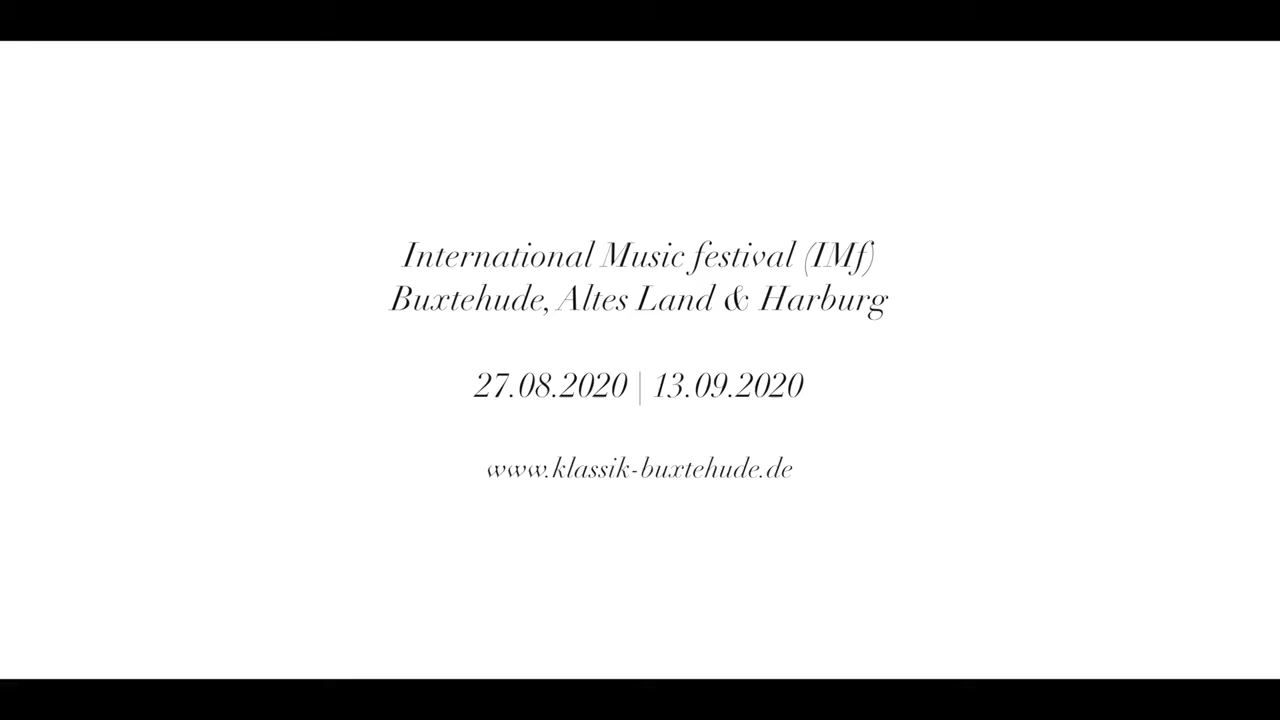 International Music festival (IMf)
Buxtehude, Altes Land & Harburg
27.08.2020 | 13.09.2020
www.klassik-buxtehude.de